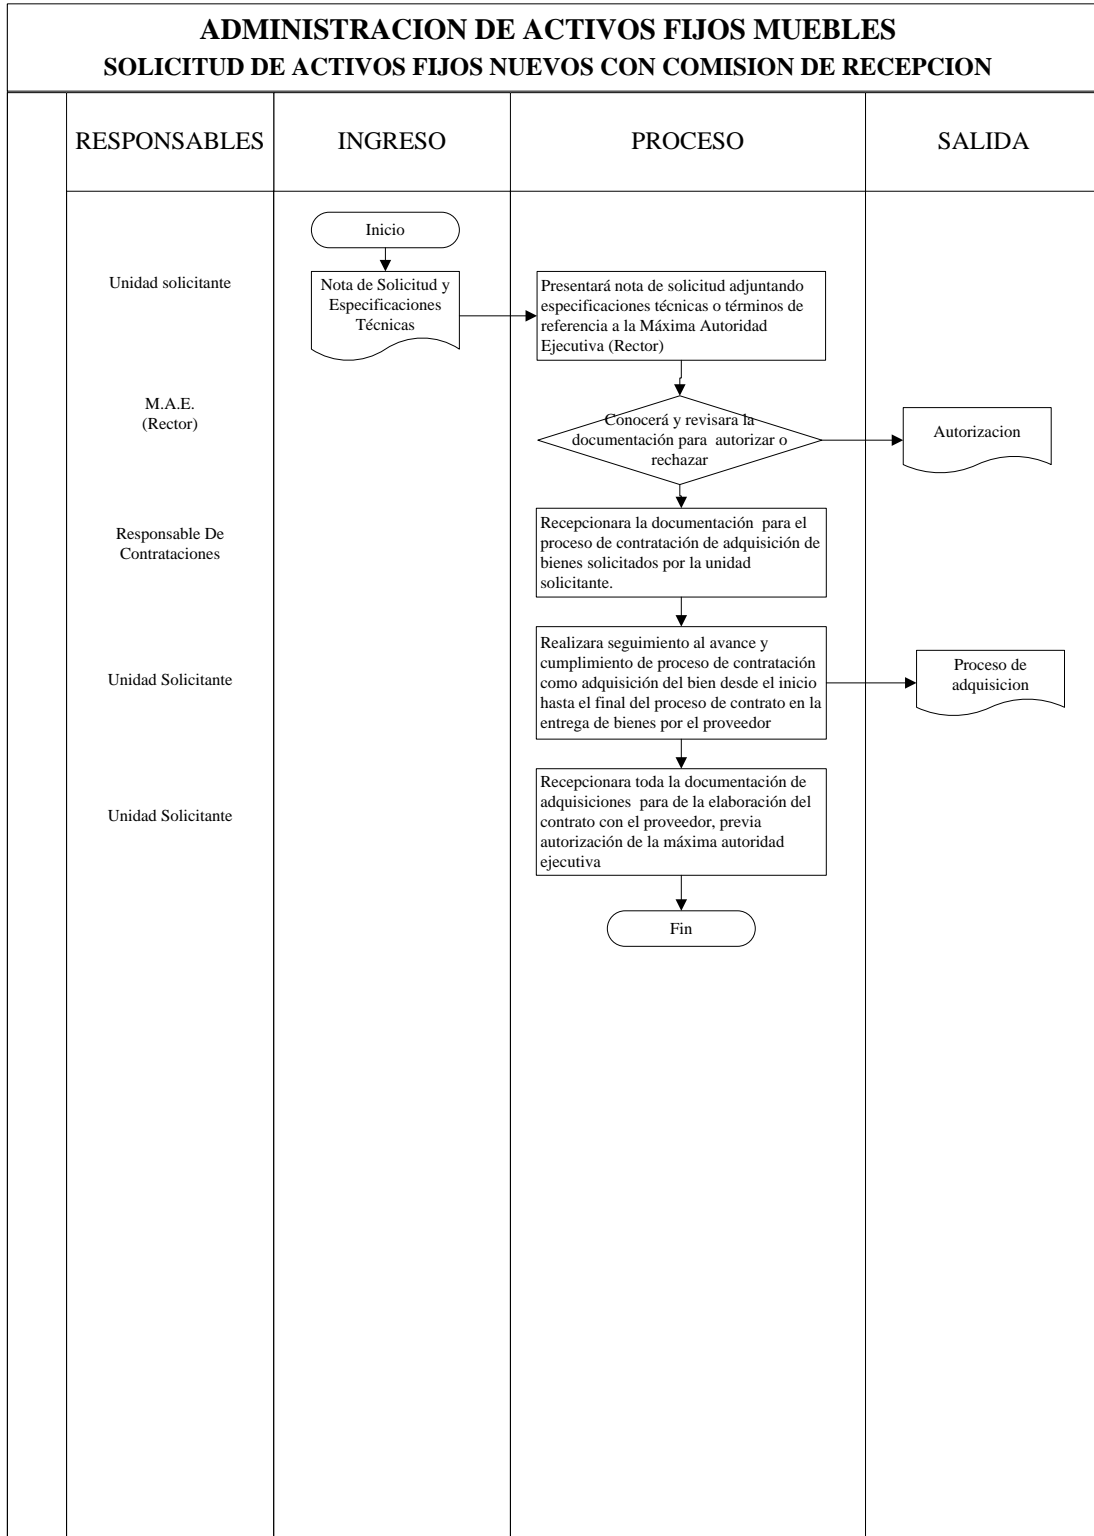 ADMINISTRACION DE ACTIVOS FIJOS MUEBLES
SOLICITUD DE ACTIVOS FIJOS NUEVOS CON COMISION DE RECEPCION
RESPONSABLES
INGRESO
PROCESO
SALIDA
Inicio
Unidad solicitante
Nota de Solicitud y
Especificaciones
Técnicas
Presentará nota de solicitud adjuntando
especificaciones técnicas o términos de
referencia a la Máxima Autoridad
Ejecutiva (Rector)
M.A.E.
(Rector)
Conocerá y revisara la
documentación para autorizar o
rechazar
Autorizacion
Responsable De
Contrataciones
Recepcionara la documentación para el
proceso de contratación de adquisición de
bienes solicitados por la unidad
solicitante.
Unidad Solicitante
Realizara seguimiento al avance y
cumplimiento de proceso de contratación
como adquisición del bien desde el inicio
hasta el final del proceso de contrato en la
entrega de bienes por el proveedor
Proceso de
adquisicion
Unidad Solicitante
Recepcionara toda la documentación de
adquisiciones para de la elaboración del
contrato con el proveedor, previa
autorización de la máxima autoridad
ejecutiva
Fin